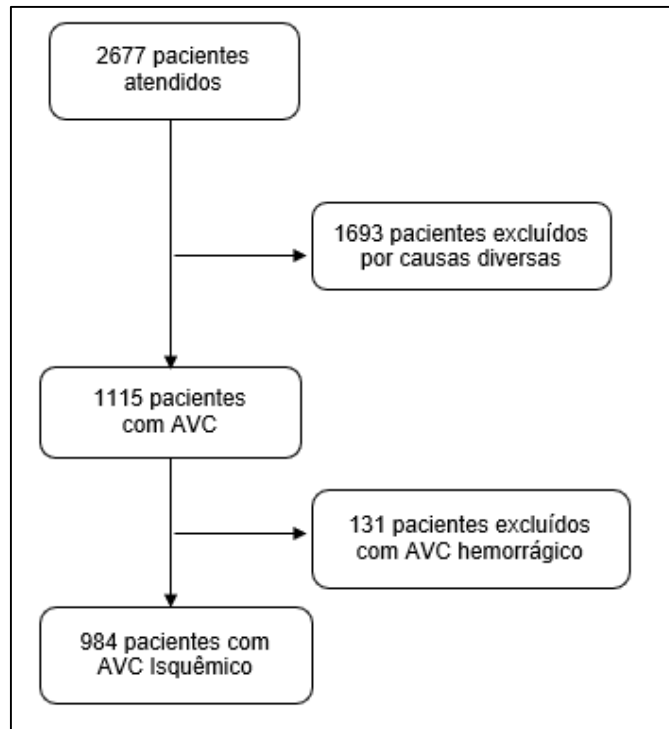 2677 pacientes
atendidos
1693 pacientes excluídos
por causas diversas
1115 pacientes
com AVC
131 pacientes excluídos
com AVC hemorrágico
984 pacientes com
AVC Isquêmico